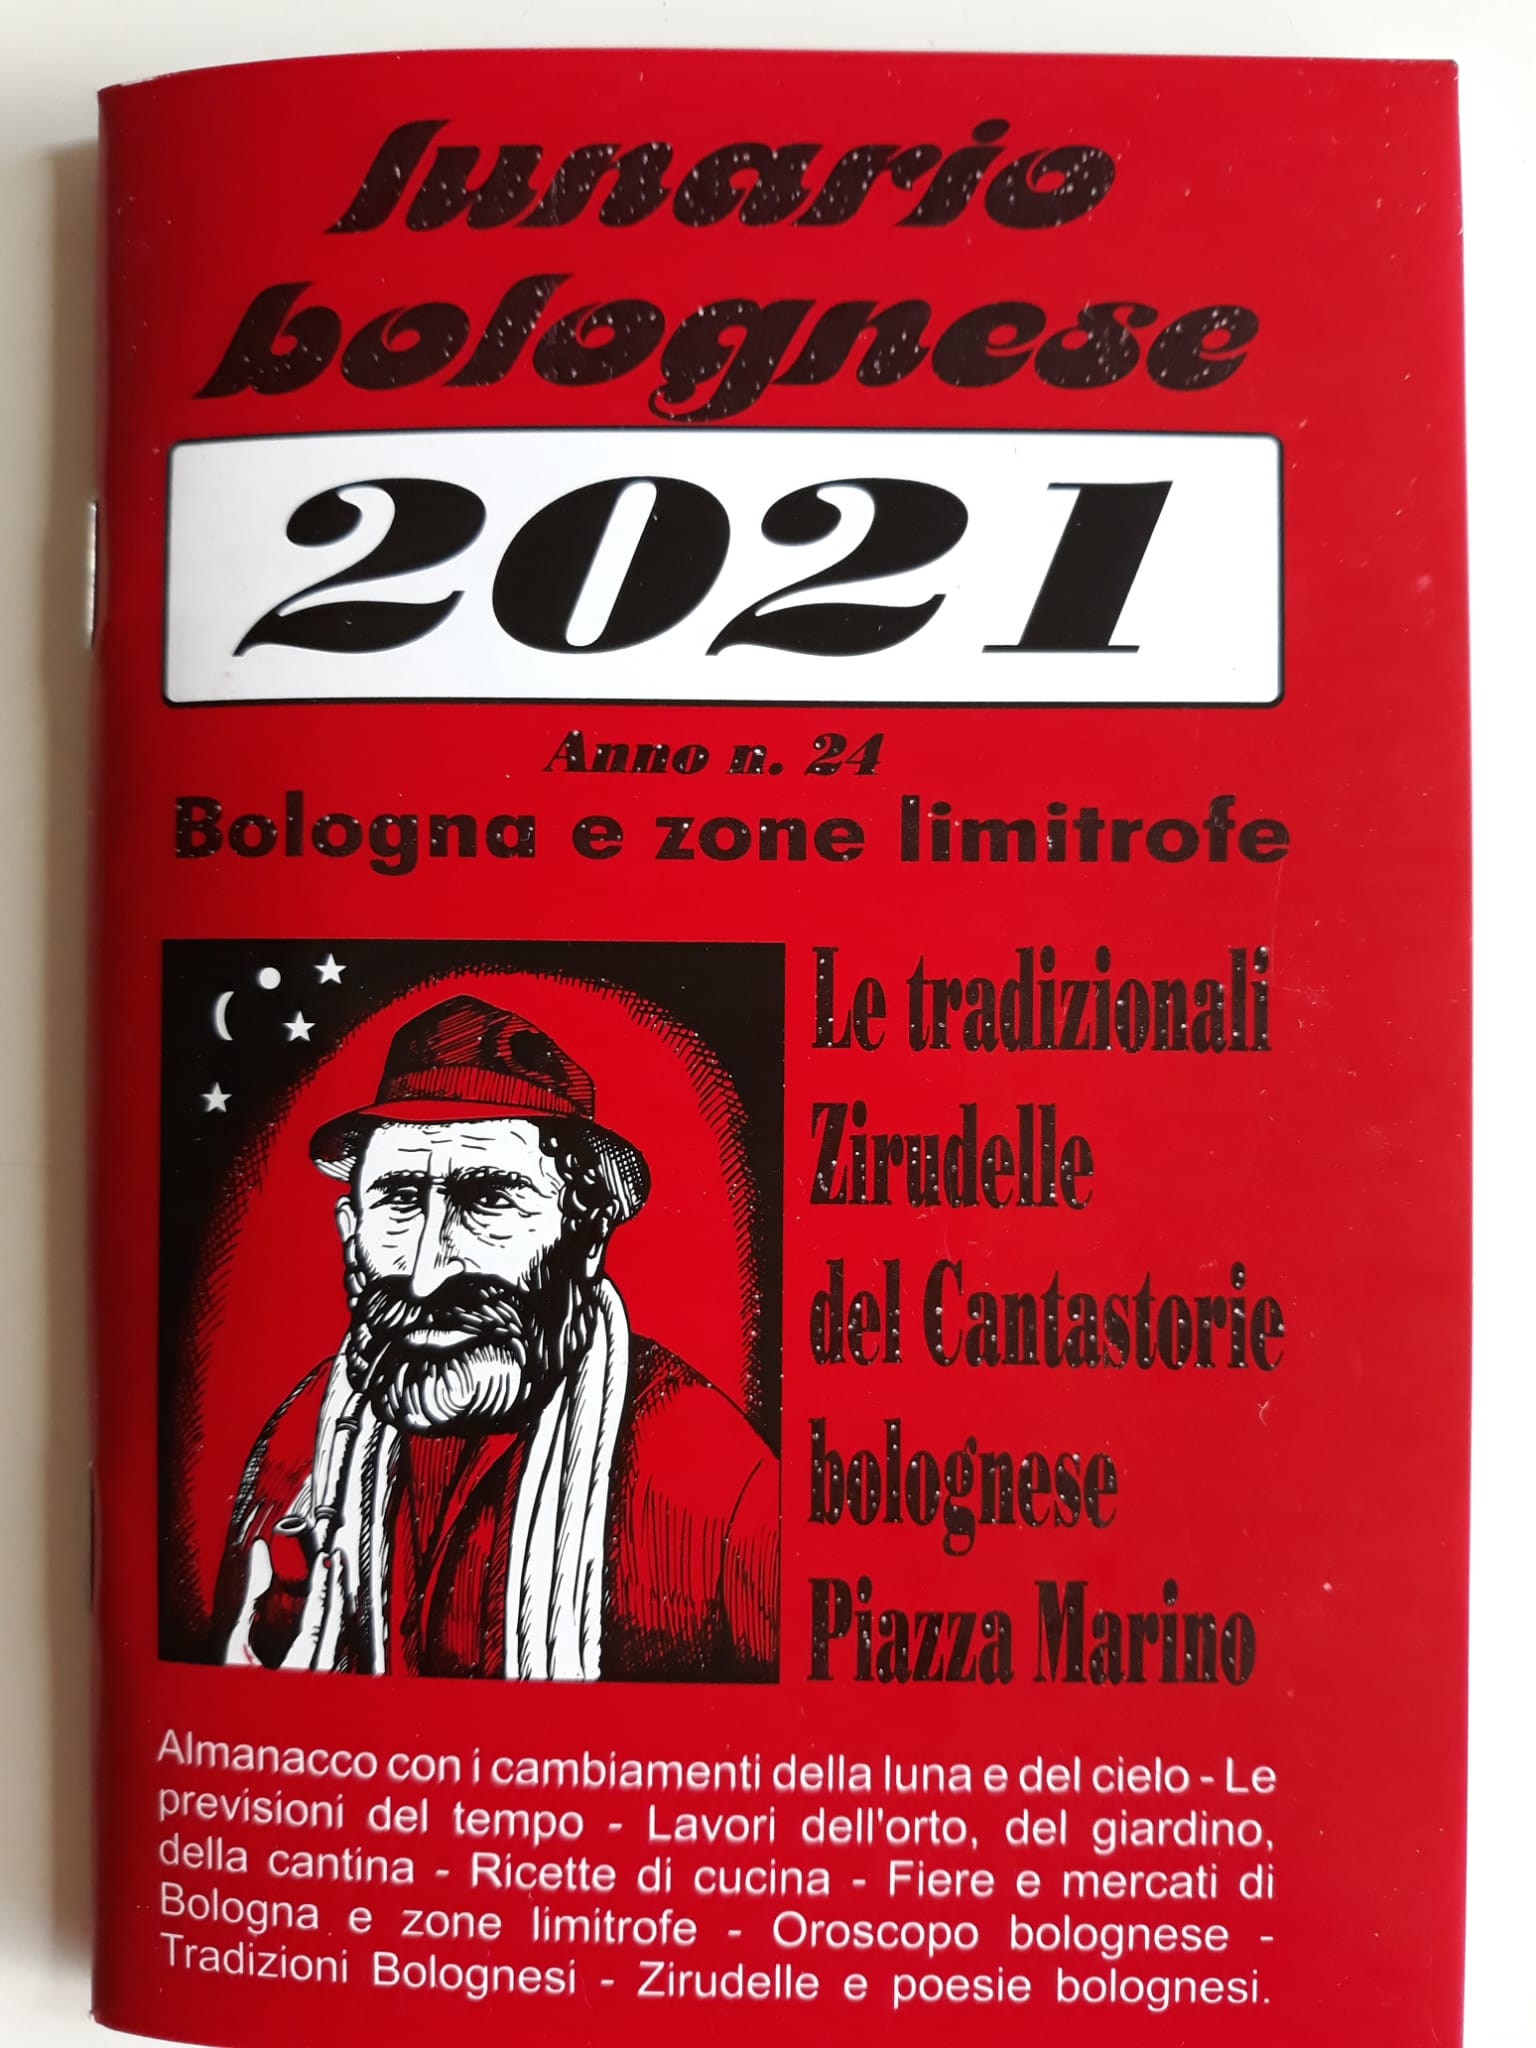 lunario
bolognese
2021
Anno n. 24
Bologna e zone limitrofe
Le tradizionali
Zirudelle
del Cantastorie
bolognese
Piazza Marino
Almanacco con i cambiamenti della luna e del cielo - Le
previsioni del tempo - Lavori dell'orto, del giardino,
della cantina - Ricette di cucina - Fiere e mercati di
Bologna e zone limitrofe - Oroscopo bolognese -
Tradizioni Bolognesi - Zirudelle e poesie bolognesi.